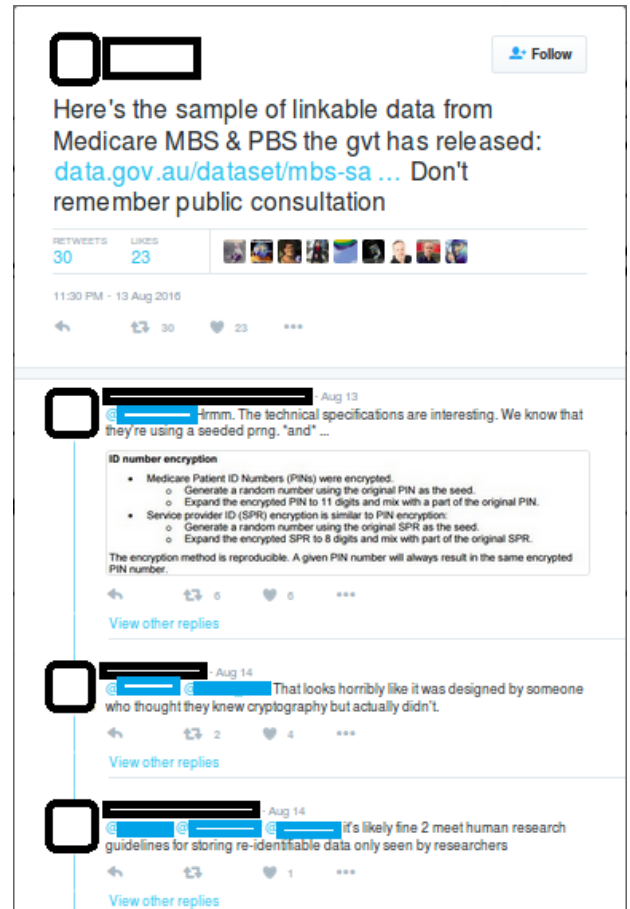 Follow
Here's the sample of linkable data from
Medicare MBS & PBS the gvt has released:
data.gov.au/dataset/mbs-sa ... Don't
remember public consultation
RETWEETS LIKES
30 23
11:30 PM - 13 Aug 2016
30 23
- Aug 13
@ Hrmm. The technical specifications are interesting. We know that
they're using a seeded prng. *and* ...
ID number encryption
• Medicare Patient ID Numbers (PINs) were encrypted.
o Generate a random number using the original PIN as the seed.
o Expand the encrypted PIN to 11 digits and mix with a part of the original PIN.
• Service provider ID (SPR) encryption is similar to PIN encryption:
o Generate a random number using the original SPR as the seed.
o Expand the encrypted SPR to 8 digits and mix with part of the original SPR.
The encryption method is reproducible. A given PIN number will always result in the same encrypted
PIN number.
6 6
View other replies
- Aug 14
@ @ That looks horribly like it was designed by someone
who thought they knew cryptography but actually didn't.
2 4
View other replies
- Aug 14
@ @ @ it's likely fine 2 meet human research
guidelines for storing re-identifiable data only seen by researchers
1
View other replies